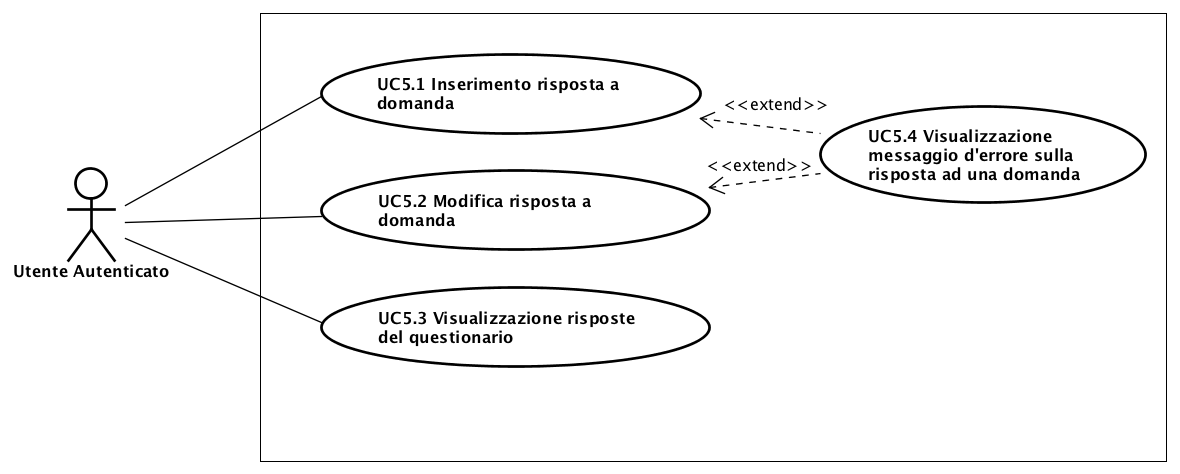 UC5.1 Inserimento risposta a
domanda
<<extend>>
UC5.4 Visualizzazione
messaggio d'errore sulla
risposta ad una domanda
<<extend>>
UC5.2 Modifica risposta a
domanda
Utente Autenticato
UC5.3 Visualizzazione risposte
del questionario